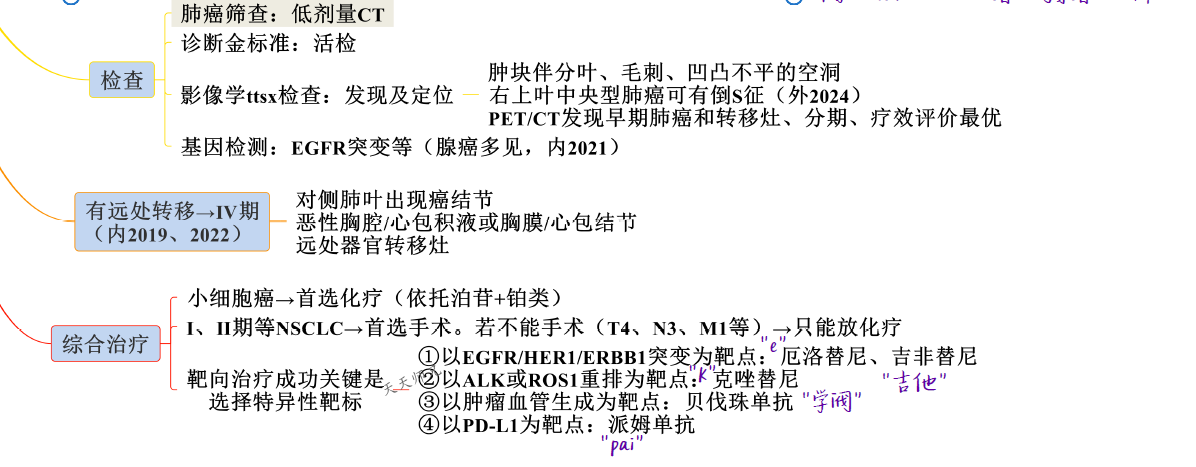 肺癌筛查：低剂量CT
诊断金标准：活检
检查
影像学ttsx检查：发现及定位
肿块伴分叶、毛刺、凹凸不平的空洞
右上叶中央型肺癌可有倒S征（外2024）
PET/CT发现早期肺癌和转移灶、分期、疗效评价最优
基因检测：EGFR突变等（腺癌多见，内2021）
有远处转移→IV期
（内2019、2022）
对侧肺叶出现癌结节
恶性胸腔/心包积液或胸膜/心包结节
远处器官转移灶
综合治疗
小细胞癌→首选化疗（依托泊苷+铂类）
I、II期等NSCLC→首选手术。若不能手术（T4、N3、M1等）→只能放化疗
靶向治疗成功关键是
选择特异性靶标
①以EGFR/HER1/ERBB1突变为靶点："e"厄洛替尼、吉非替尼
②以ALK或ROS1重排为靶点："k"克唑替尼 "吉他"
③以肿瘤血管生成为靶点：贝伐珠单抗 "学阀"
④以PD-L1为靶点：派姆单抗
"pai"